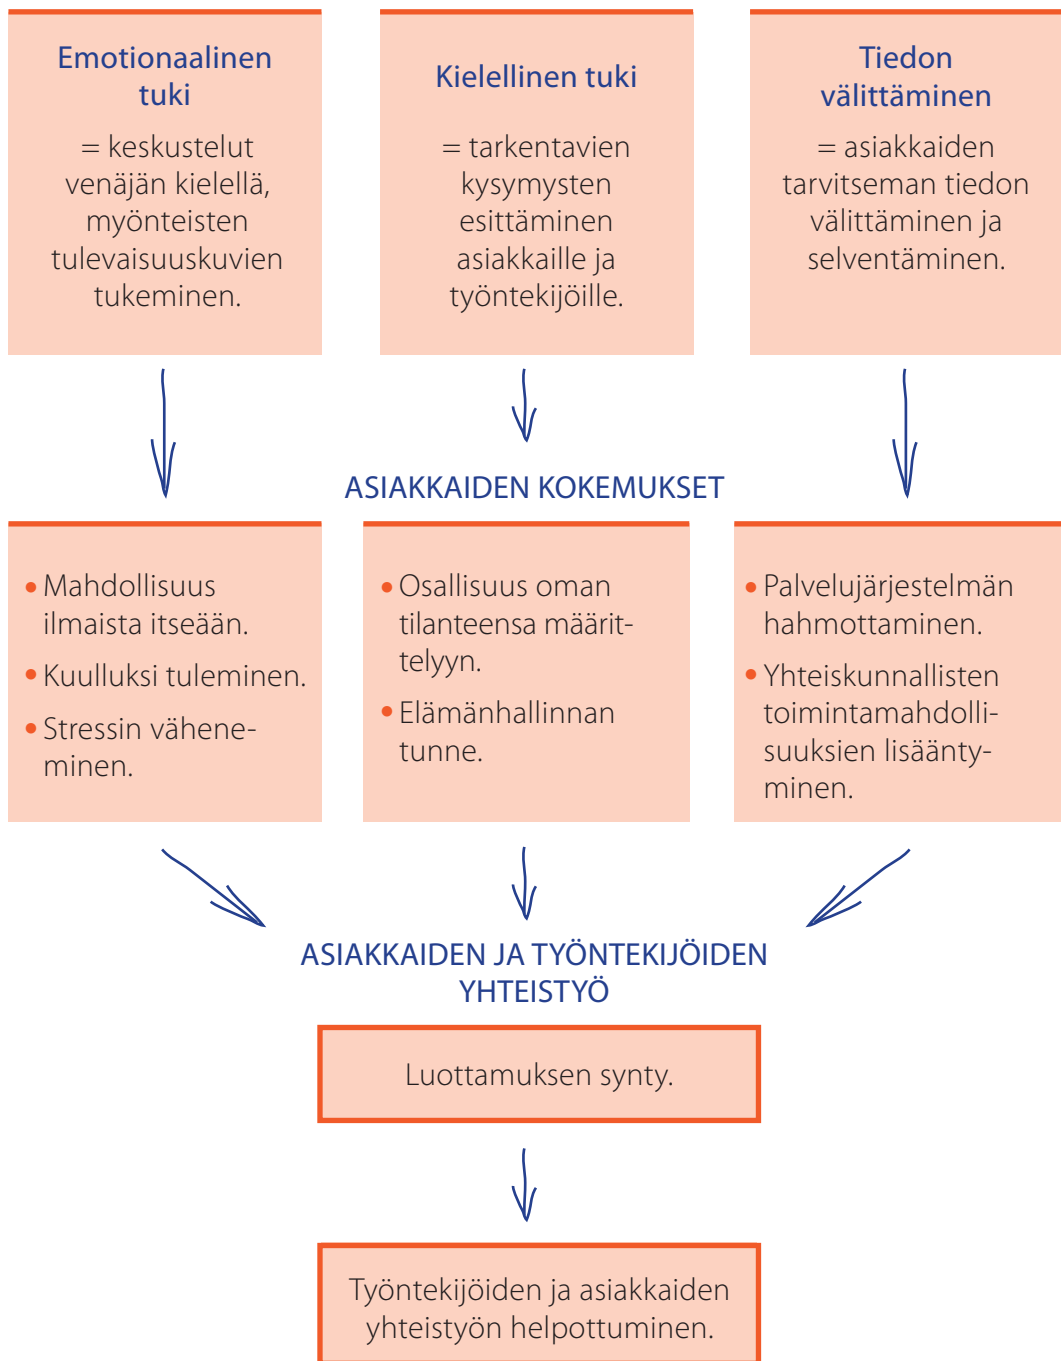 Emotionaalinen
tuki
= keskustelut
venäjän kielellä,
myönteisten
tulevaisuuskuvien
tukeminen.
Kielellinen tuki
= tarkentavien
kysymysten
esittäminen
asiakkaille ja
työntekijöille.
Tiedon
välittäminen
= asiakkaiden
tarvitseman tiedon
välittäminen ja
selventäminen.
ASIAKKAIDEN KOKEMUKSET
• Mahdollisuus
ilmaista itseään.
• Kuulluksi tuleminen.
• Stressin vähene-
minen.
• Osallisuus oman
tilanteensa määrit-
telyyn.
• Elämänhallinnan
tunne.
• Palvelujärjestelmän
hahmottaminen.
• Yhteiskunnallisten
toimintamahdolli-
suuksien lisäänty-
minen.
ASIAKKAIDEN JA TYÖNTEKIJÖIDEN
YHTEISTYÖ
Luottamuksen synty.
Työntekijöiden ja asiakkaiden
yhteistyön helpottuminen.